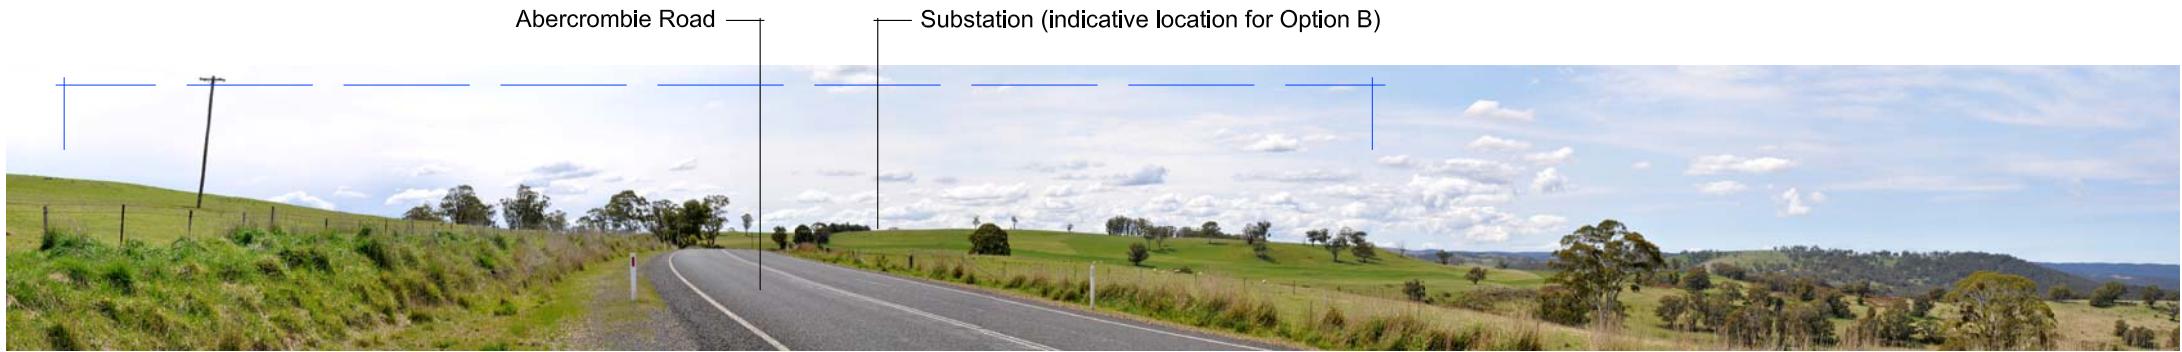 Abercrombie Road
Substation (indicative location for Option B)